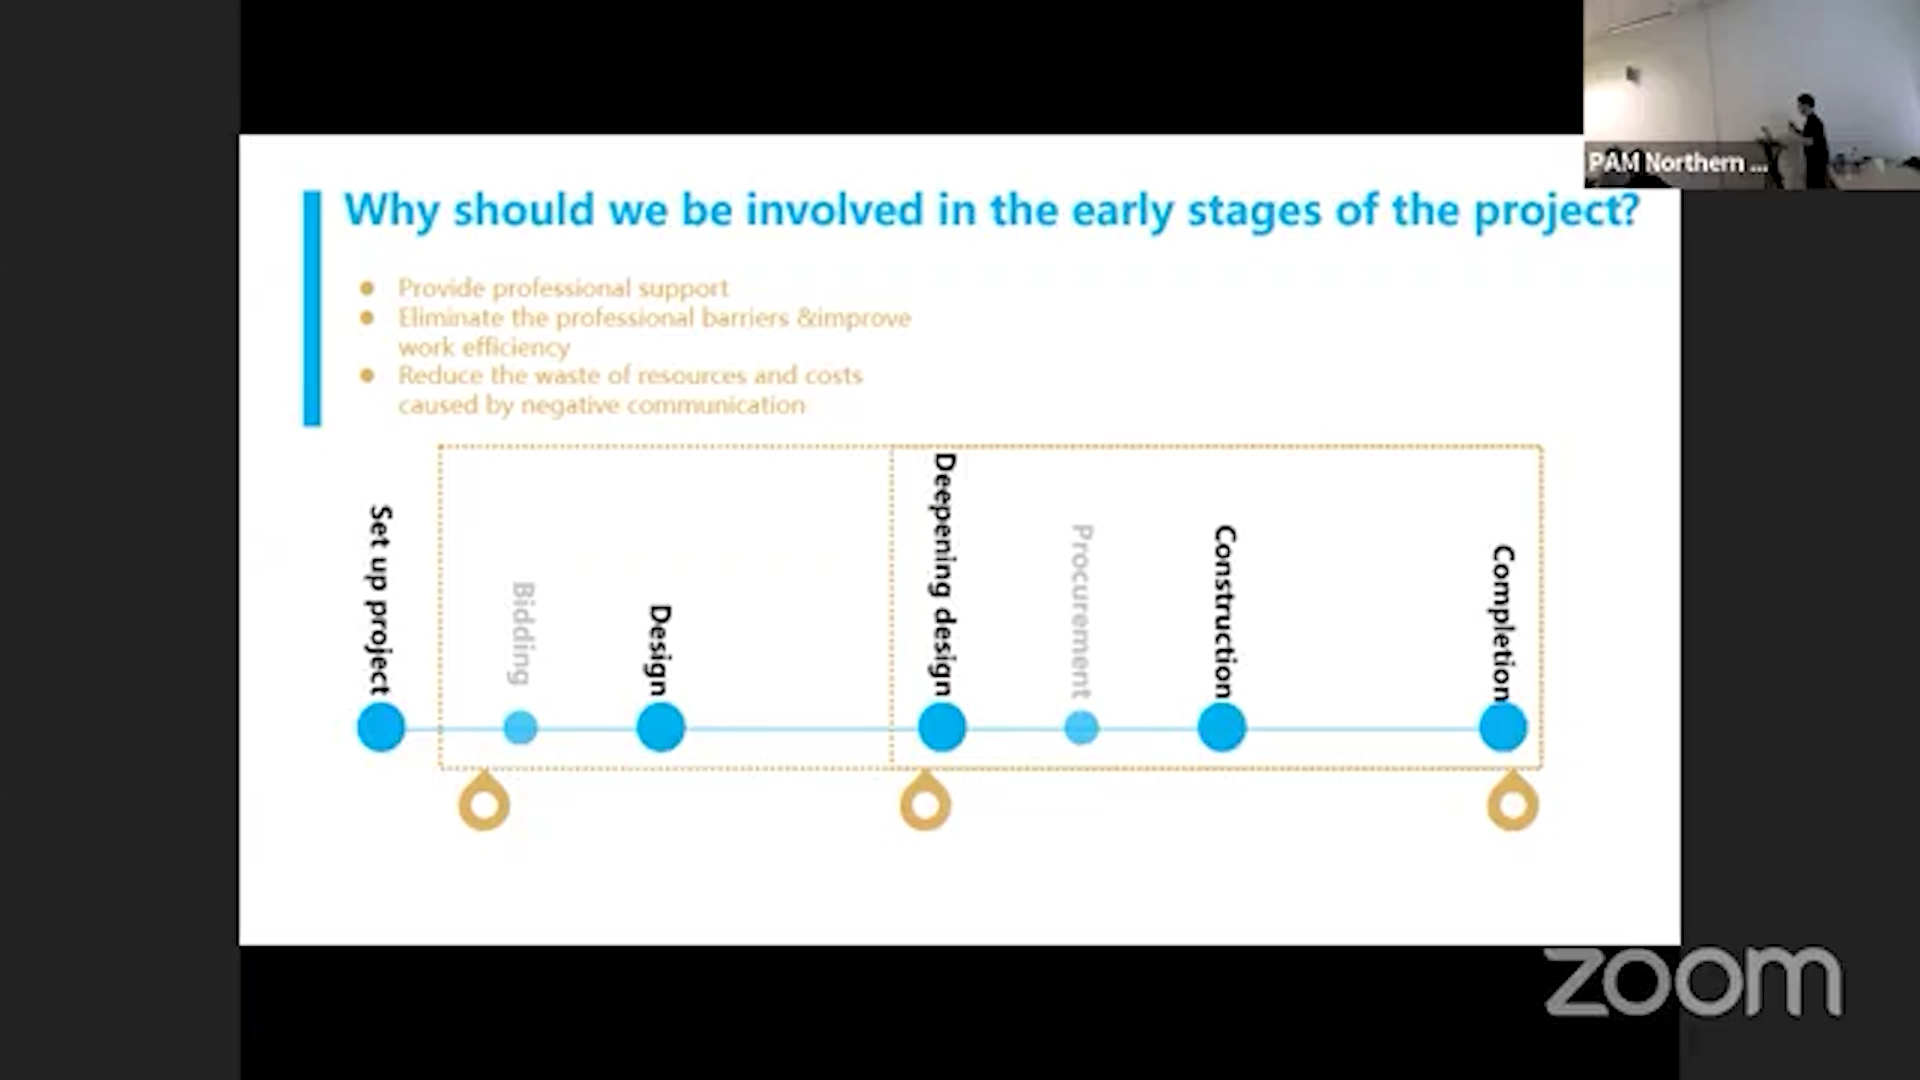 PAM Northern ...
Why should we be involved in the early stages of the project?
Provide professional support
Eliminate the professional barriers &improve
work efficiency
Reduce the waste of resources and costs
caused by negative communication
Set up project
Bidding
Design
Deepening design
Procurement
Construction
Completion
zoom